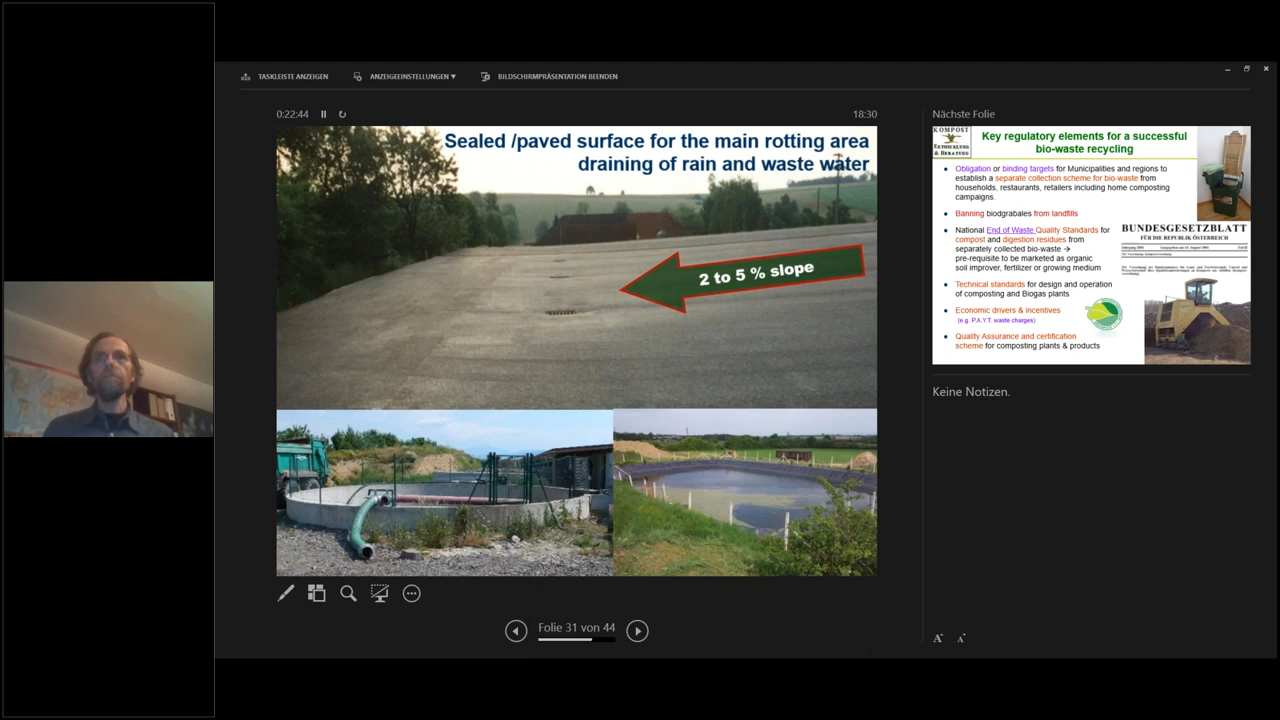 TASKLEISTE ANZEIGEN
ANZEIGEEINSTELLUNGEN ▼
BILDSCHIRMPRÄSENTATION BEENDEN
0:22:44
18:30
Sealed /paved surface for the main rotting area
draining of rain and waste water
2 to 5 % slope
Folie 31 von 44
Nächste Folie
KOMPOST
ENTWICKLUNG
& BERATUNG
Key regulatory elements for a successful
bio-waste recycling
• Obligation or binding targets for Municipalities and regions to
establish a separate collection scheme for bio-waste from
households, restaurants, retailers including home composting
campaigns.
• Banning biodgrabales from landfills
• National End of Waste Quality Standards for
compost and digestion residues from
separately collected bio-waste →
pre-requisite to be marketed as organic
soil improver, fertilizer or growing medium
• Technical standards for design and operation
of composting and Biogas plants
• Economic drivers & incentives
(e.g. P.A.Y.T. waste charges)
• Quality Assurance and certification
scheme for composting plants & products
BUNDESGESETZBLATT
FÜR DIE REPUBLIK ÖSTERREICH
Keine Notizen.